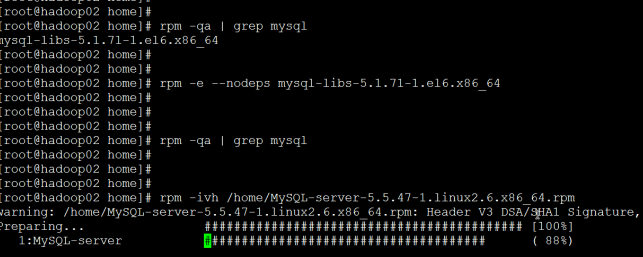 [root@hadoop02 home]#
[root@hadoop02 home]# rpm -qa | grep mysql
mysql-libs-5.1.71-1.el6.x86_64
[root@hadoop02 home]#
[root@hadoop02 home]#
[root@hadoop02 home]# rpm -e --nodeps mysql-libs-5.1.71-1.el6.x86_64
[root@hadoop02 home]#
[root@hadoop02 home]#
[root@hadoop02 home]# rpm -qa | grep mysql
[root@hadoop02 home]#
[root@hadoop02 home]#
[root@hadoop02 home]#
[root@hadoop02 home]# rpm -ivh /home/MySQL-server-5.5.47-1.linux2.6.x86_64.rpm
warning: /home/MySQL-server-5.5.47-1.linux2.6.x86_64.rpm: Header V3 DSA/SHA1 Signature,
Preparing... ########################################### [100%]
1:MySQL-server ###################################### ( 88%)